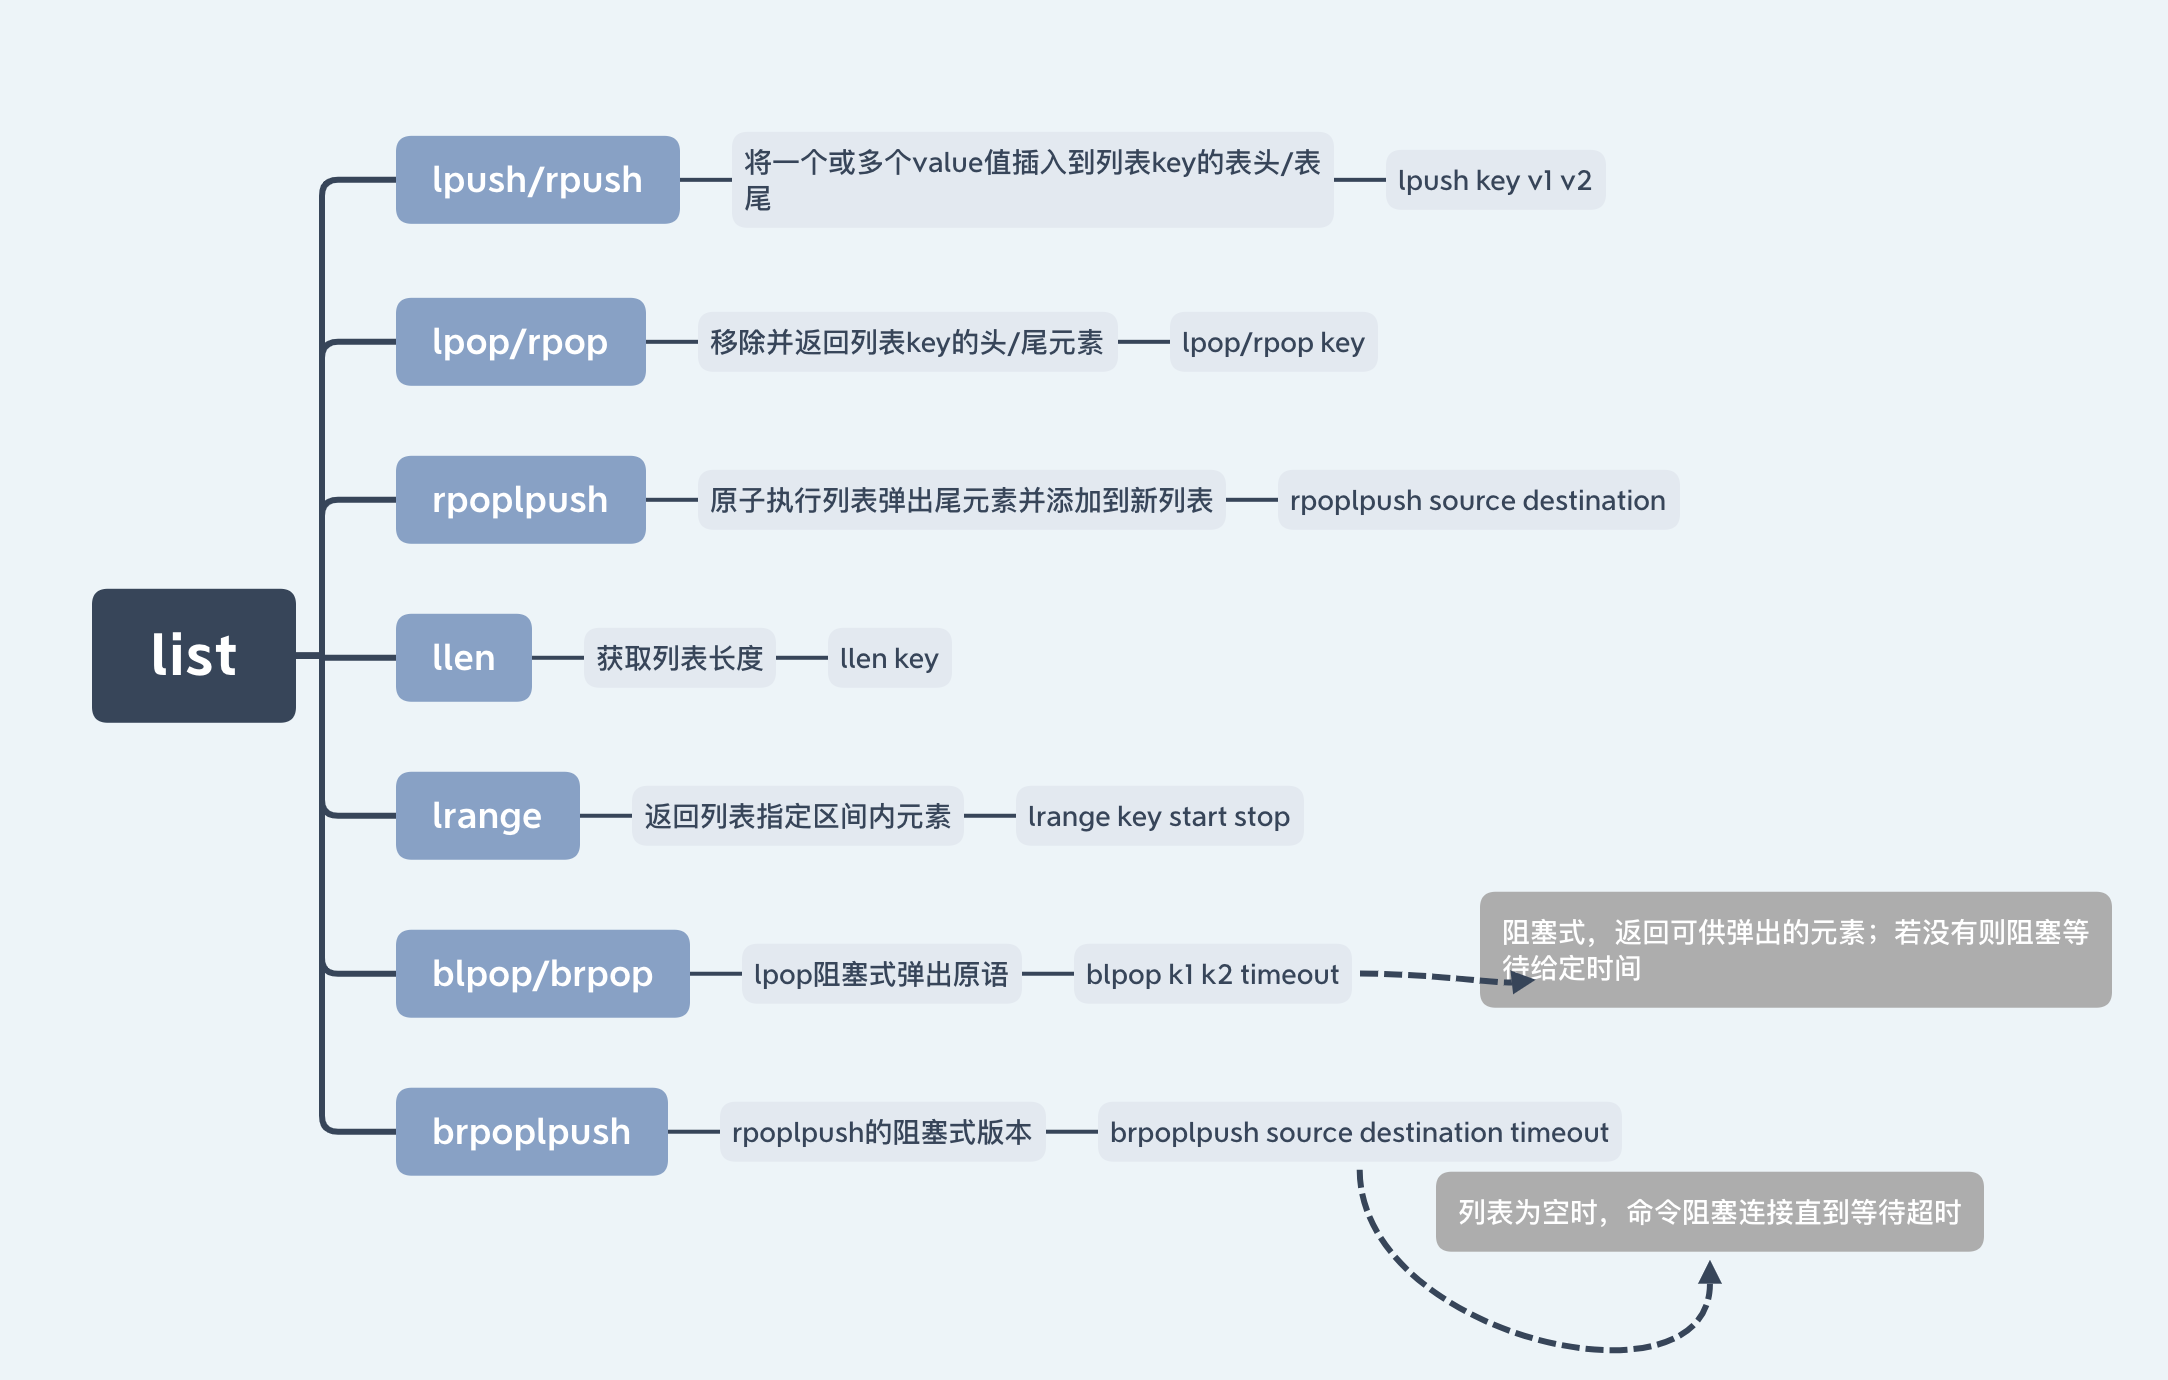 list
lpush/rpush
将一个或多个value值插入到列表key的表头/表
尾
lpush key v1 v2
lpop/rpop
移除并返回列表key的头/尾元素
lpop/rpop key
rpoplpush
原子执行列表弹出尾元素并添加到新列表
rpoplpush source destination
llen
获取列表长度
llen key
lrange
返回列表指定区间内元素
lrange key start stop
blpop/brpop
lpop阻塞式弹出原语
blpop k1 k2 timeout
阻塞式，返回可供弹出的元素；若没有则阻塞等
待给定时间
brpoplpush
rpoplpush的阻塞式版本
brpoplpush source destination timeout
列表为空时，命令阻塞连接直到等待超时